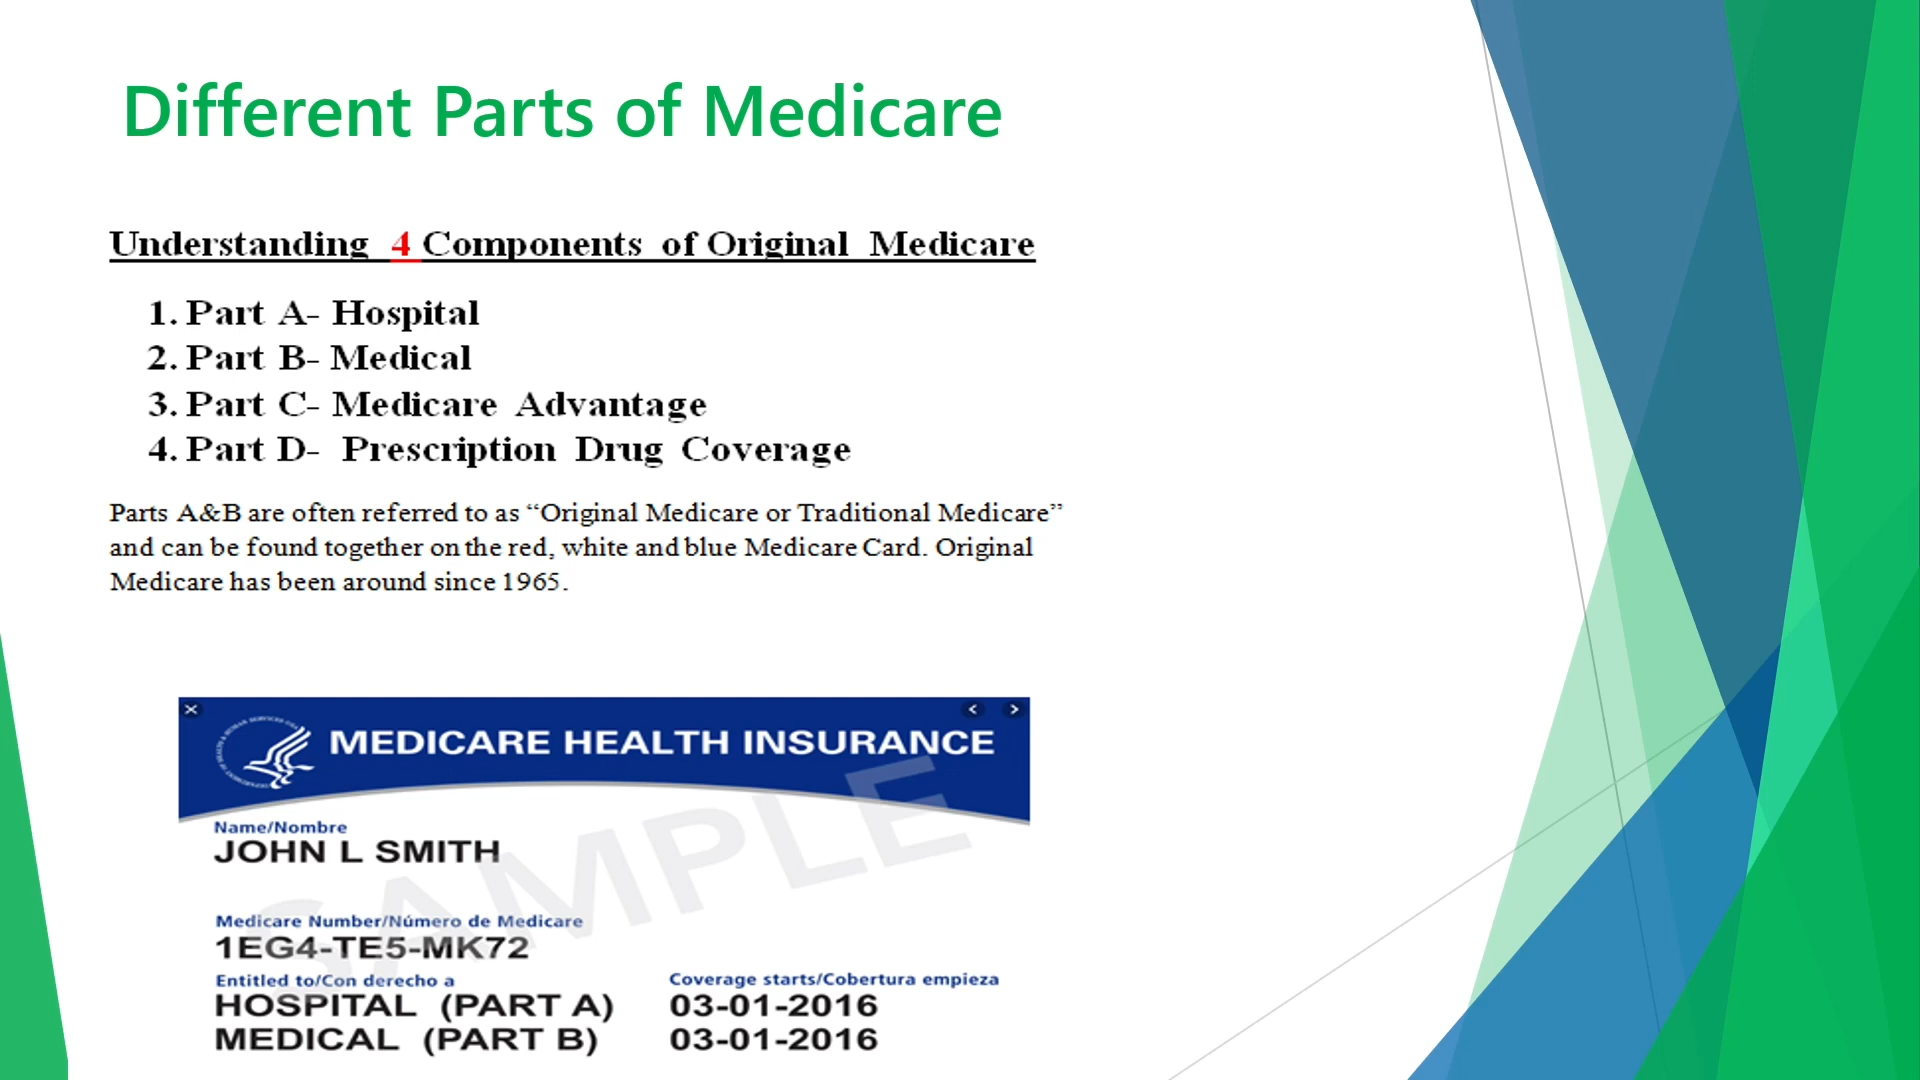 Different Parts of Medicare
Understanding 4 Components of Original Medicare
1. Part A- Hospital
2. Part B- Medical
3. Part C- Medicare Advantage
4. Part D- Prescription Drug Coverage
Parts A&B are often referred to as “Original Medicare or Traditional Medicare”
and can be found together on the red, white and blue Medicare Card. Original
Medicare has been around since 1965.
MEDICARE HEALTH INSURANCE
SAMPLE
Name/Nombre
JOHN L SMITH
Medicare Number/Número de Medicare
1EG4-TE5-MK72
Entitled to/Con derecho a
HOSPITAL (PART A)
MEDICAL (PART B)
Coverage starts/Cobertura empieza
03-01-2016
03-01-2016